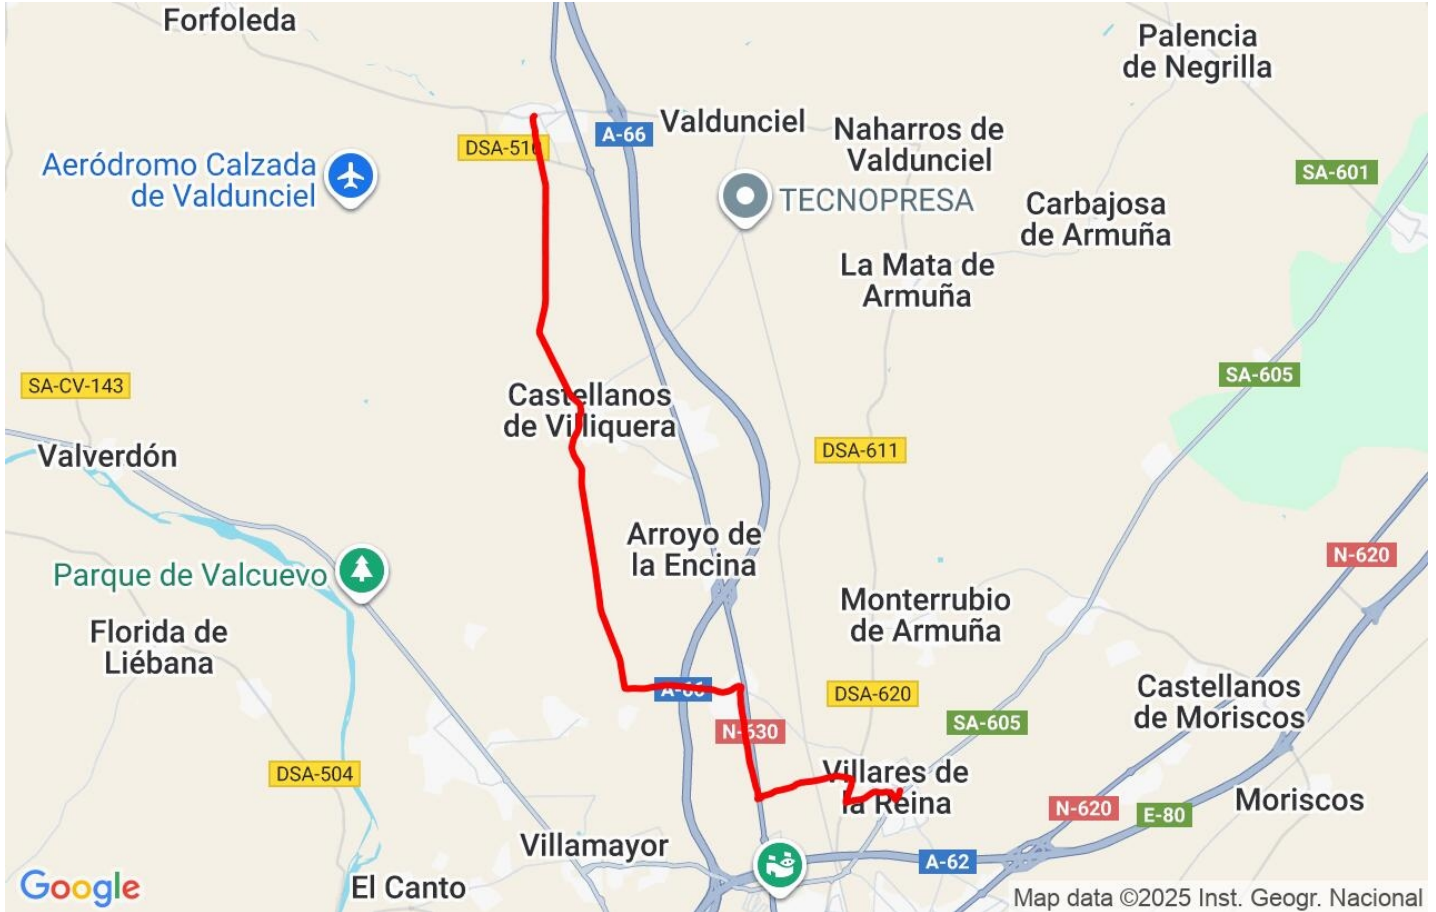 Forfoleda
Palencia
de Negrilla
Valdunciel
A-66
Naharros de
Valdunciel
DSA-510
Aeródromo Calzada
de Valdunciel
SA-601
TECNOPRESA
Carbajosa
de Armuña
La Mata de
Armuña
SA-CV-143
SA-605
Castellanos
de Villiquera
Valverdón
DSA-611
Arroyo de
la Encina
N-620
Parque de Valcuevo
Monterrubio
de Armuña
Florida de
Liébana
A-66
DSA-620
Castellanos
de Moriscos
SA-605
N-630
DSA-504
Villares de
la Reina
Moriscos
N-620
E-80
Villamayor
A-62
El Canto
Google
Map data ©2025 Inst. Geogr. Nacional